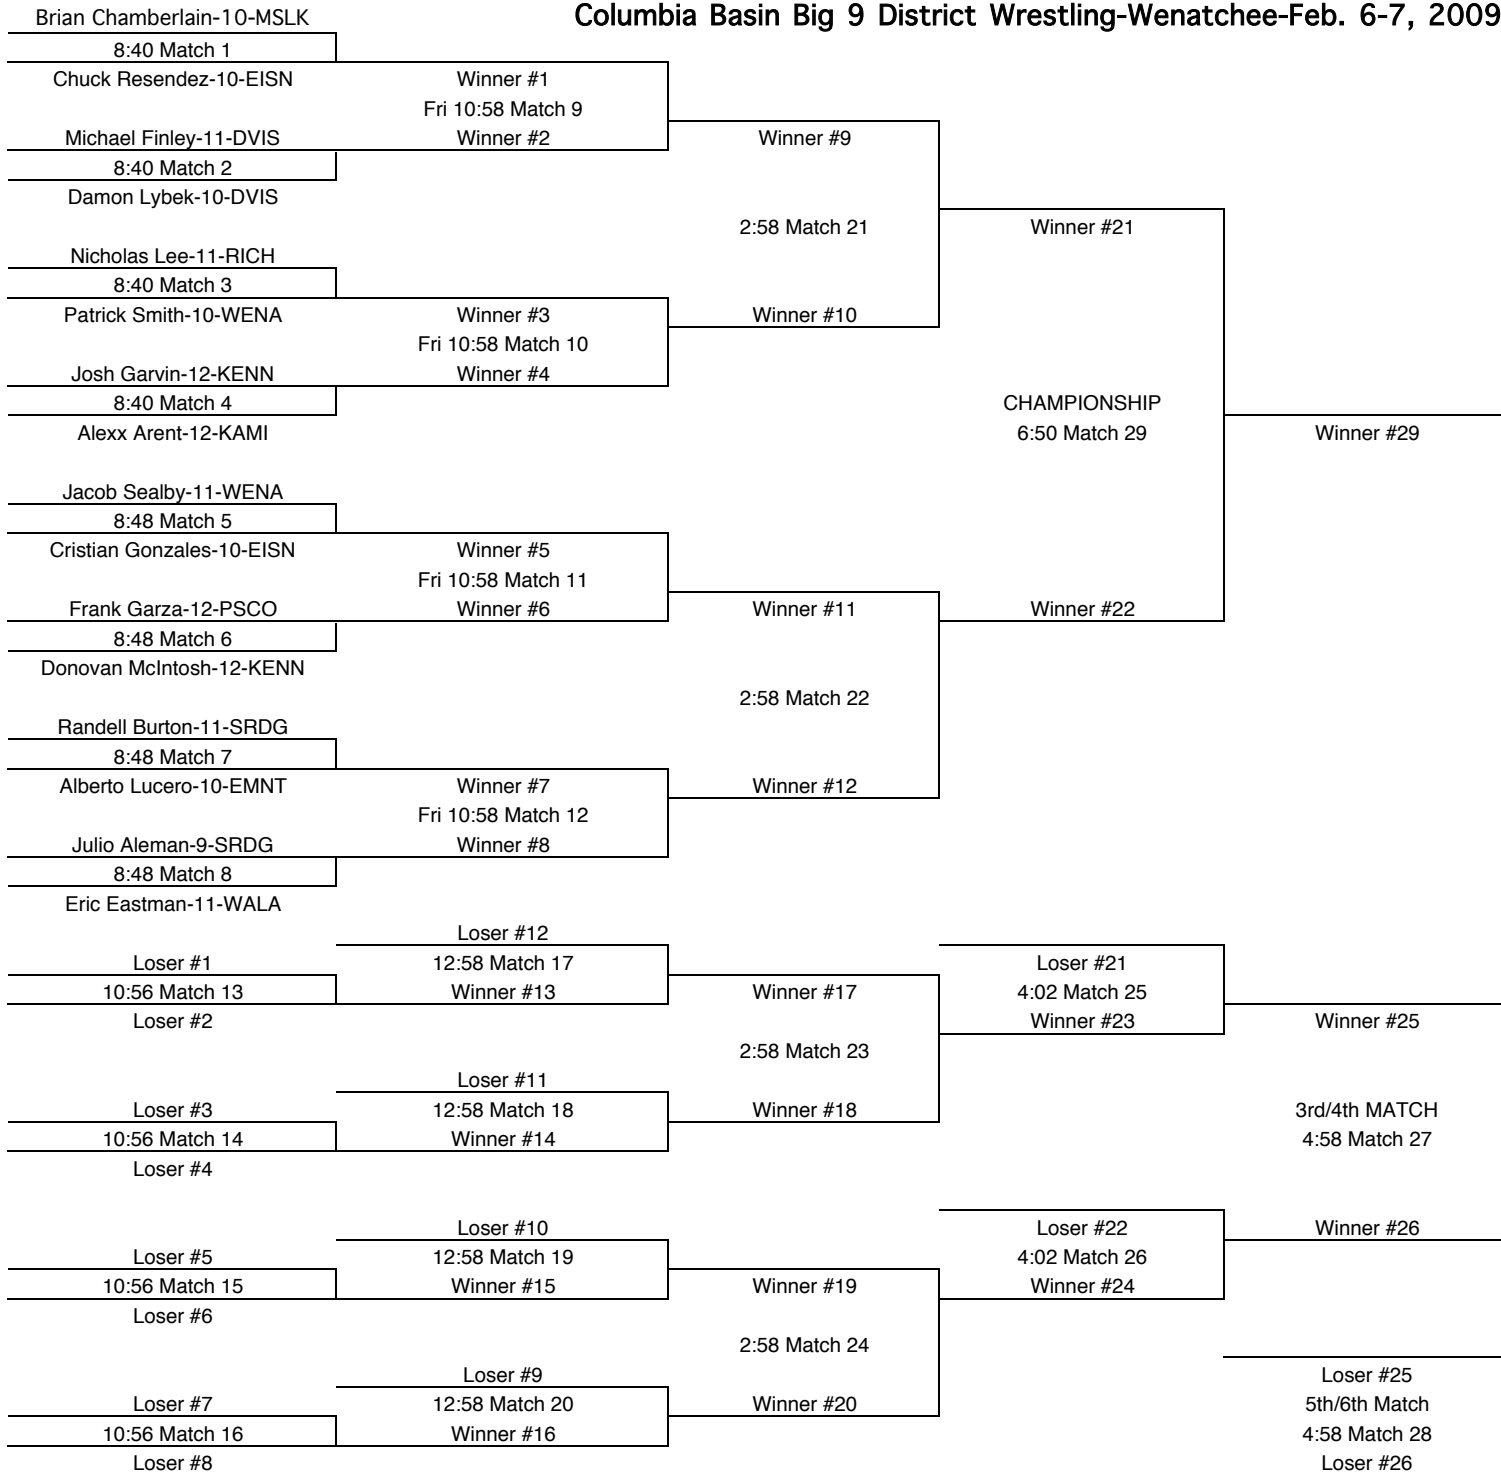 Columbia Basin Big 9 District Wrestling-Wenatchee-Feb. 6-7, 2009
Brian Chamberlain-10-MSLK
8:40 Match 1
Chuck Resendez-10-EISN
Michael Finley-11-DVIS
8:40 Match 2
Damon Lybek-10-DVIS
Nicholas Lee-11-RICH
8:40 Match 3
Patrick Smith-10-WENA
Josh Garvin-12-KENN
8:40 Match 4
Alexx Arent-12-KAMI
Jacob Sealby-11-WENA
8:48 Match 5
Cristian Gonzales-10-EISN
Frank Garza-12-PSCO
8:48 Match 6
Donovan McIntosh-12-KENN
Randell Burton-11-SRDG
8:48 Match 7
Alberto Lucero-10-EMNT
Julio Aleman-9-SRDG
8:48 Match 8
Eric Eastman-11-WALA
Winner #1
Fri 10:58 Match 9
Winner #2
Winner #3
Fri 10:58 Match 10
Winner #4
Winner #5
Fri 10:58 Match 11
Winner #6
Winner #7
Fri 10:58 Match 12
Winner #8
Winner #9
2:58 Match 21
Winner #10
Winner #11
2:58 Match 22
Winner #12
Winner #21
CHAMPIONSHIP
6:50 Match 29
Winner #22
Winner #29
Loser #1
10:56 Match 13
Loser #2
Loser #3
10:56 Match 14
Loser #4
Loser #5
10:56 Match 15
Loser #6
Loser #7
10:56 Match 16
Loser #8
Loser #12
12:58 Match 17
Winner #13
Loser #11
12:58 Match 18
Winner #14
Loser #10
12:58 Match 19
Winner #15
Loser #9
12:58 Match 20
Winner #16
Winner #17
2:58 Match 23
Winner #18
Winner #19
2:58 Match 24
Winner #20
Loser #21
4:02 Match 25
Winner #23
Loser #22
4:02 Match 26
Winner #24
Winner #25
3rd/4th MATCH
4:58 Match 27
Winner #26
Loser #25
5th/6th Match
4:58 Match 28
Loser #26